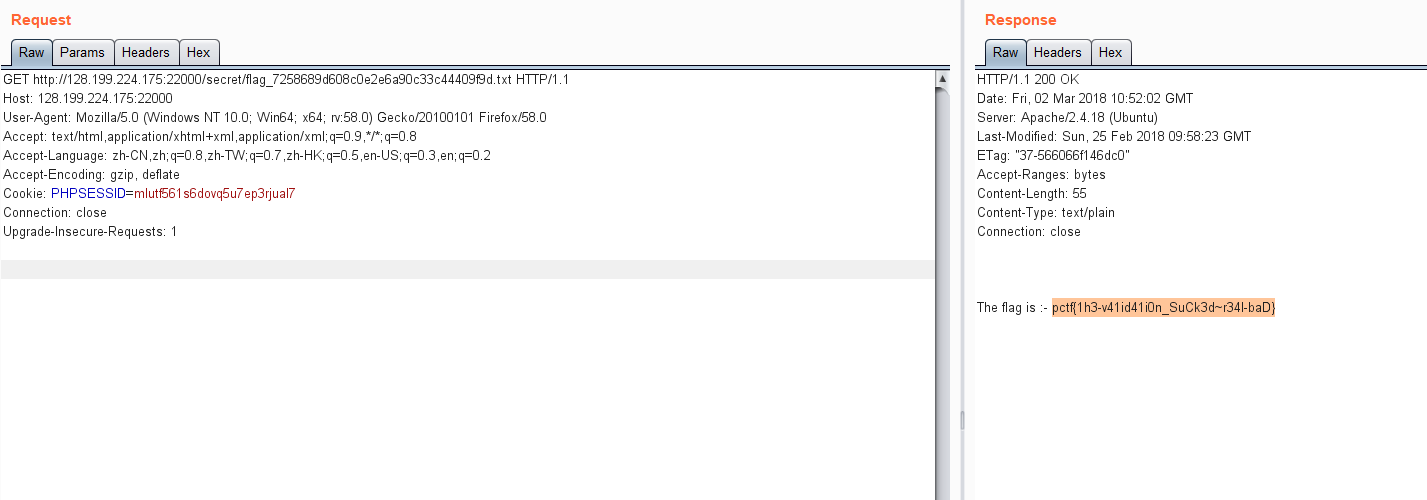 Request
Raw Params Headers Hex
GET http://128.199.224.175:22000/secret/flag_7258689d608c0e2e6a90c33c44409f9d.txt HTTP/1.1
Host: 128.199.224.175:22000
User-Agent: Mozilla/5.0 (Windows NT 10.0; Win64; x64; rv:58.0) Gecko/20100101 Firefox/58.0
Accept: text/html,application/xhtml+xml,application/xml;q=0.9,*/*;q=0.8
Accept-Language: zh-CN,zh;q=0.8,zh-TW;q=0.7,zh-HK;q=0.5,en-US;q=0.3,en;q=0.2
Accept-Encoding: gzip, deflate
Cookie: PHPSESSID=mlutf561s6dovq5u7ep3rjual7
Connection: close
Upgrade-Insecure-Requests: 1
Response
Raw Headers Hex
HTTP/1.1 200 OK
Date: Fri, 02 Mar 2018 10:52:02 GMT
Server: Apache/2.4.18 (Ubuntu)
Last-Modified: Sun, 25 Feb 2018 09:58:23 GMT
ETag: "37-566066f146dc0"
Accept-Ranges: bytes
Content-Length: 55
Content-Type: text/plain
Connection: close
The flag is :- pctf{1h3-v41id41i0n_SuCk3d~r34l-baD}